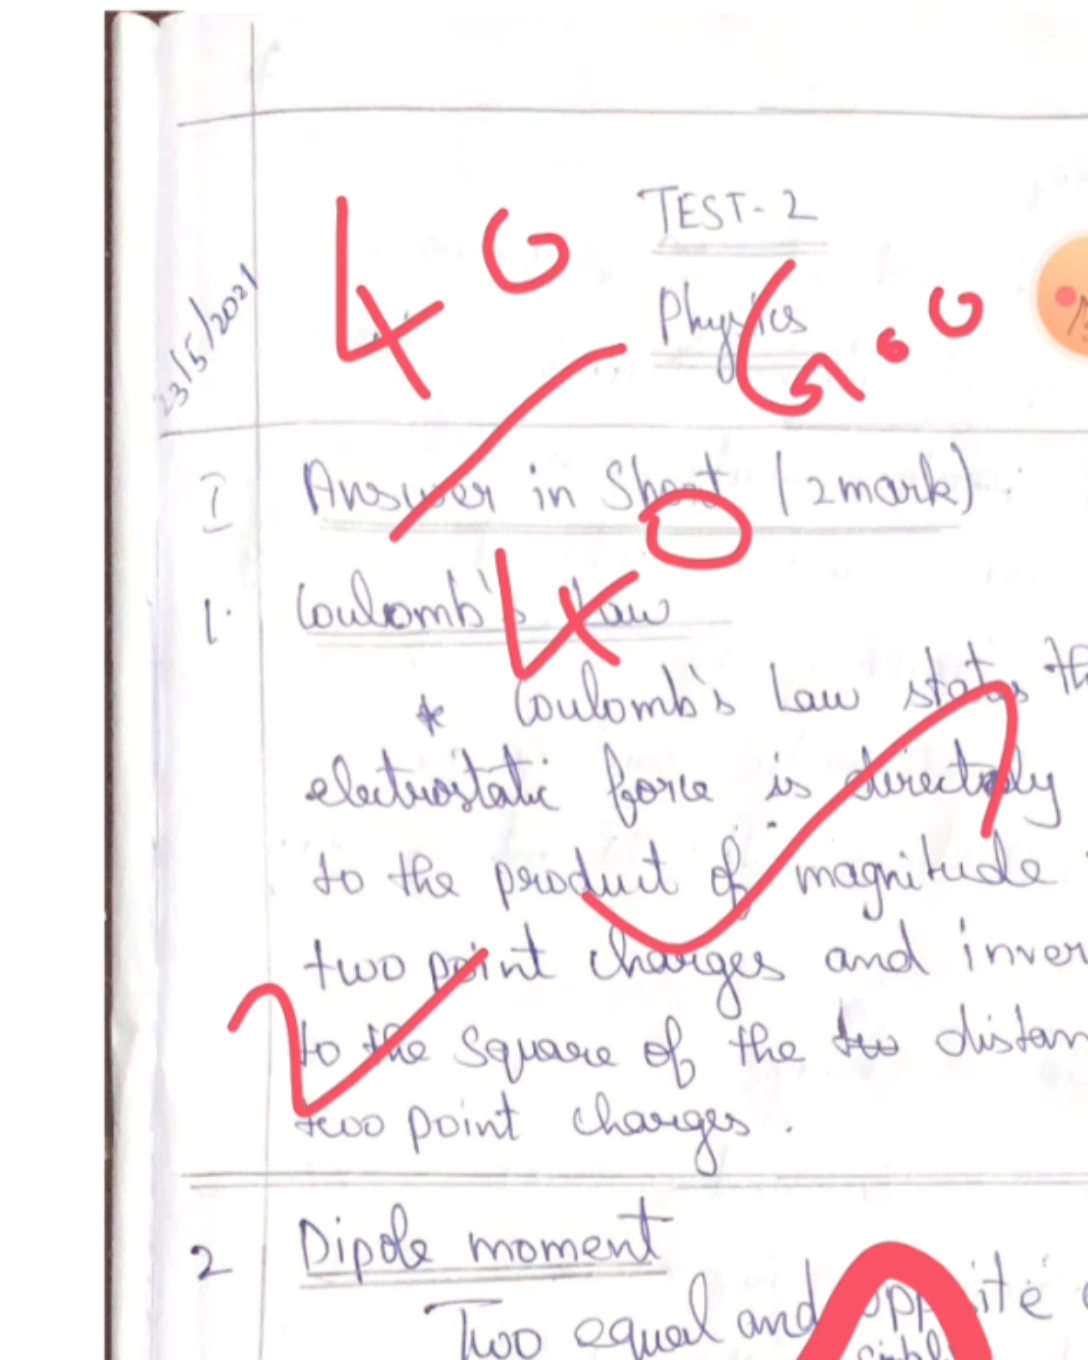 TEST-2
Physics
23/5/2021
40
40
G.O
I Answer in Short (2mark)
1. Coulomb's Law
* Coulomb's Law states
electrostatic force is directly
to the product of magnitude
two point charges and inver
to the square of the distan
two point charges.
2
2 Dipole moment
Two equal and opposite